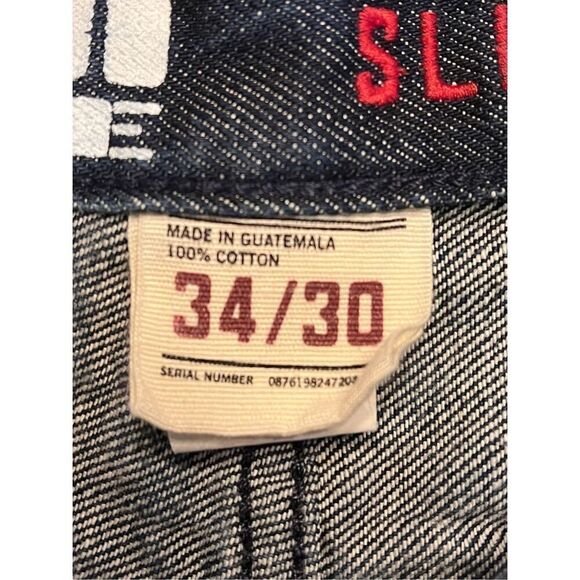 E
SL
MADE IN GUATEMALA
100% COTTON
34/30
SERIAL NUMBER